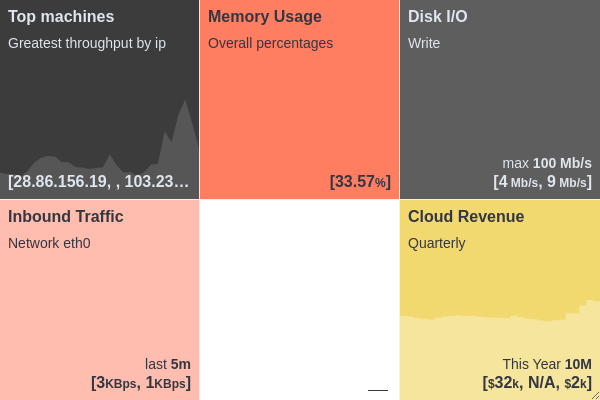 Top machines
Greatest throughput by ip
[28.86.156.19, , 103.23…
Memory Usage
Overall percentages
[33.57%]
Disk I/O
Write
max 100 Mb/s
[4 Mb/s, 9 Mb/s]
Inbound Traffic
Network eth0
last 5m
[3KBps, 1KBps]
__
Cloud Revenue
Quarterly
This Year 10M
[$32k, N/A, $2k]